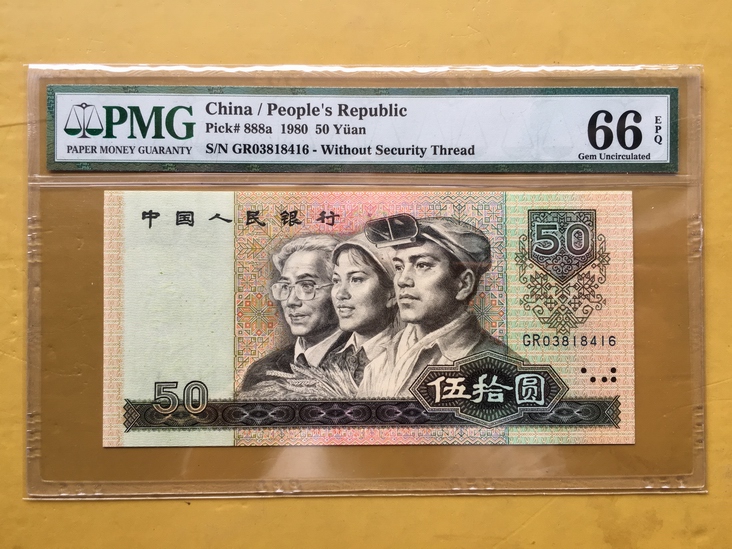 PMG
PAPER MONEY GUARANTY
China / People's Republic
Pick# 888a 1980 50 Yüan
S/N GR03818416 - Without Security Thread
66
EPQ
Gem Uncirculated
中国人民银行
50
GR03818416
50
伍拾圆